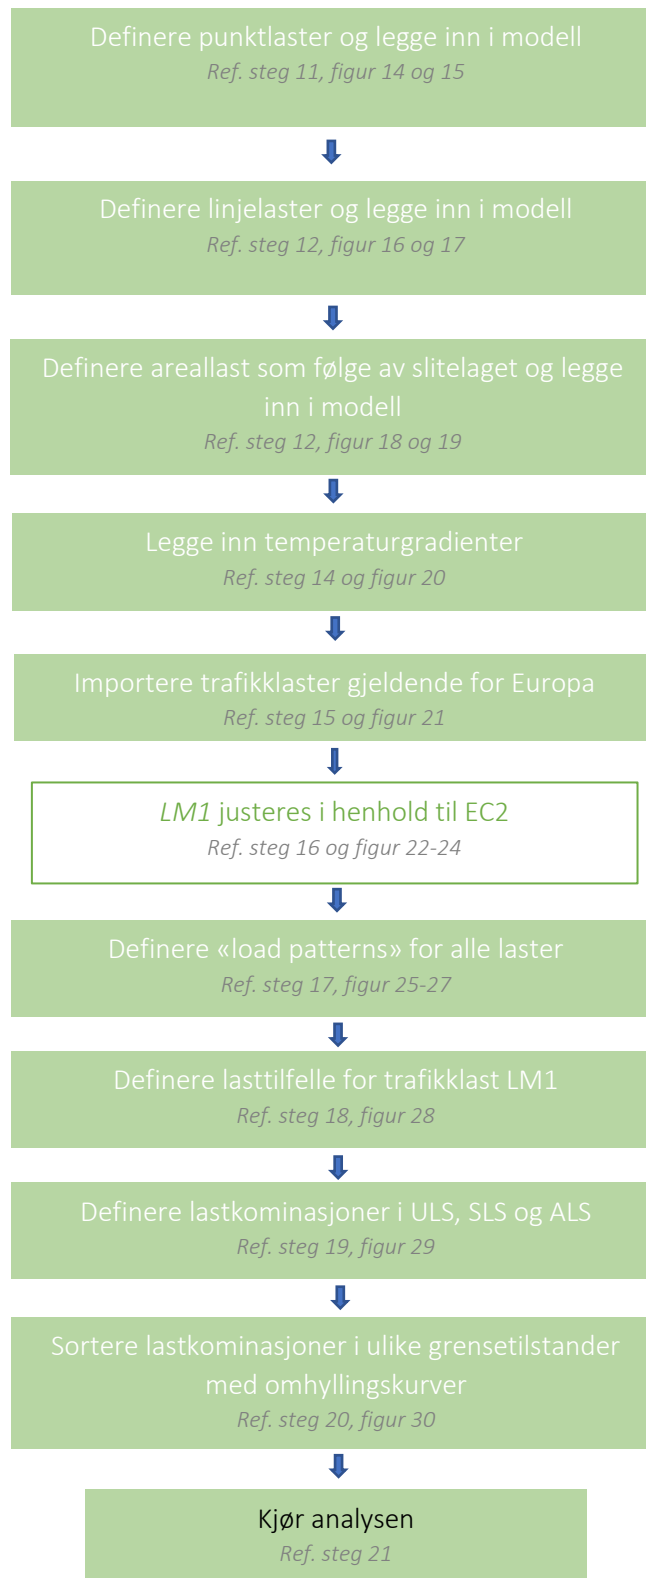 Definere punktlaster og legge inn i modell
Ref. steg 11, figur 14 og 15
Definere linjelaster og legge inn i modell
Ref. steg 12, figur 16 og 17
Definere areallast som følge av slitelaget og legge
inn i modell
Ref. steg 12, figur 18 og 19
Legge inn temperaturgradienter
Ref. steg 14 og figur 20
Importere trafikklaster gjeldende for Europa
Ref. steg 15 og figur 21
LM1 justeres i henhold til EC2
Ref. steg 16 og figur 22-24
Definere «load patterns» for alle laster
Ref. steg 17, figur 25-27
Definere lasttilfelle for trafikklast LM1
Ref. steg 18, figur 28
Definere lastkominasjoner i ULS, SLS og ALS
Ref. steg 19, figur 29
Sortere lastkominasjoner i ulike grensetilstander
med omhyllingskurver
Ref. steg 20, figur 30
Kjør analysen
Ref. steg 21